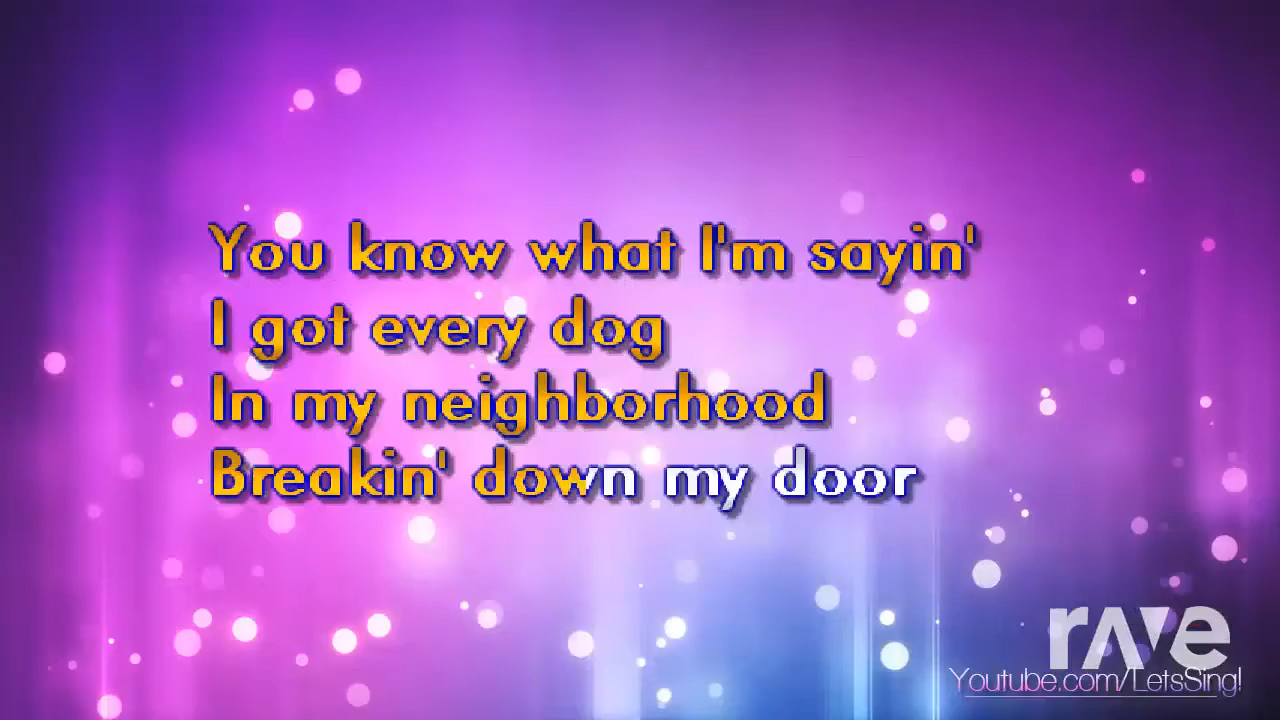 You know what I'm sayin'
I got every dog
In my neighborhood
Breakin' down my door
rave
Youtube.com/LetsSing!